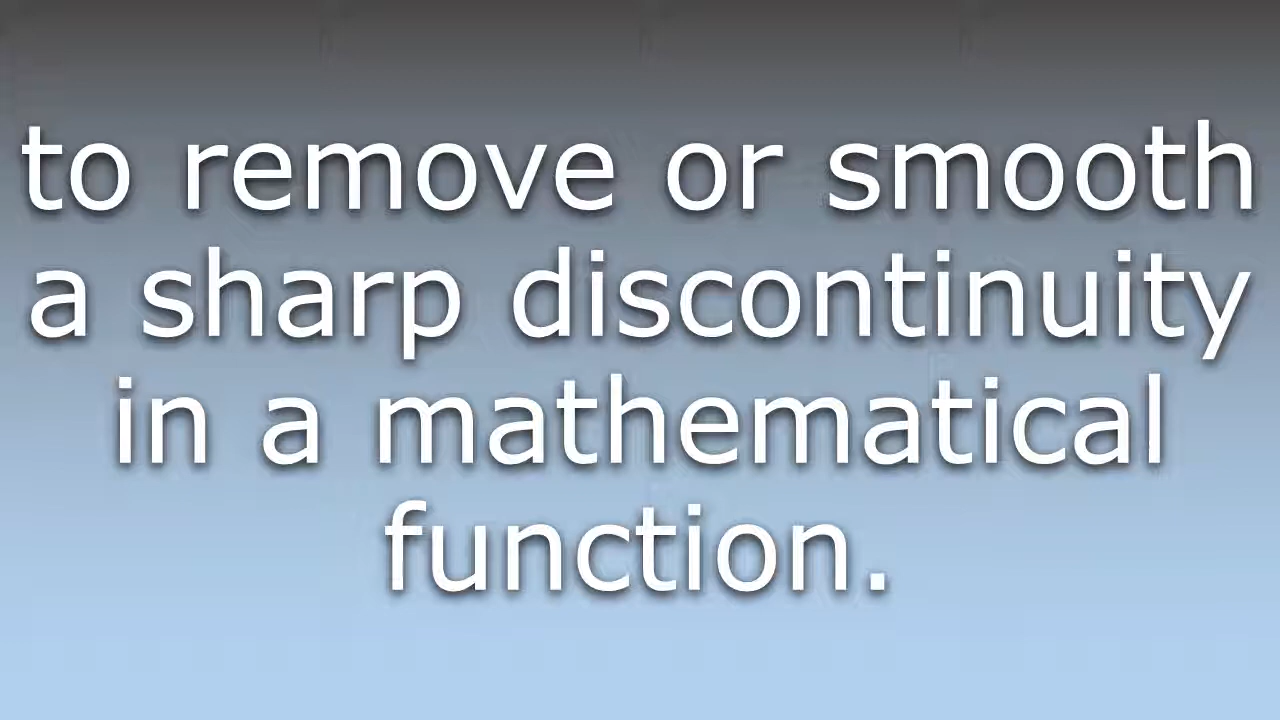 to remove or smooth
a sharp discontinuity
in a mathematical
function.